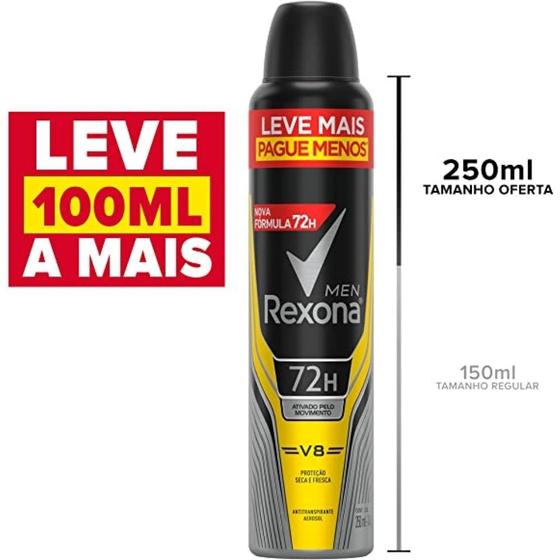 LEVE
100ML
A MAIS
LEVE MAIS
PAGUE MENOS*
NOVA
FÓRMULA 72H
MEN
Rexona
72H
ATIVADO PELO
MOVIMENTO
V8
PROTEÇÃO
SECA E FRESCA
ANTITRANSPIRANTE
AEROSOL
250ml
TAMANHO OFERTA
150ml
TAMANHO REGULAR